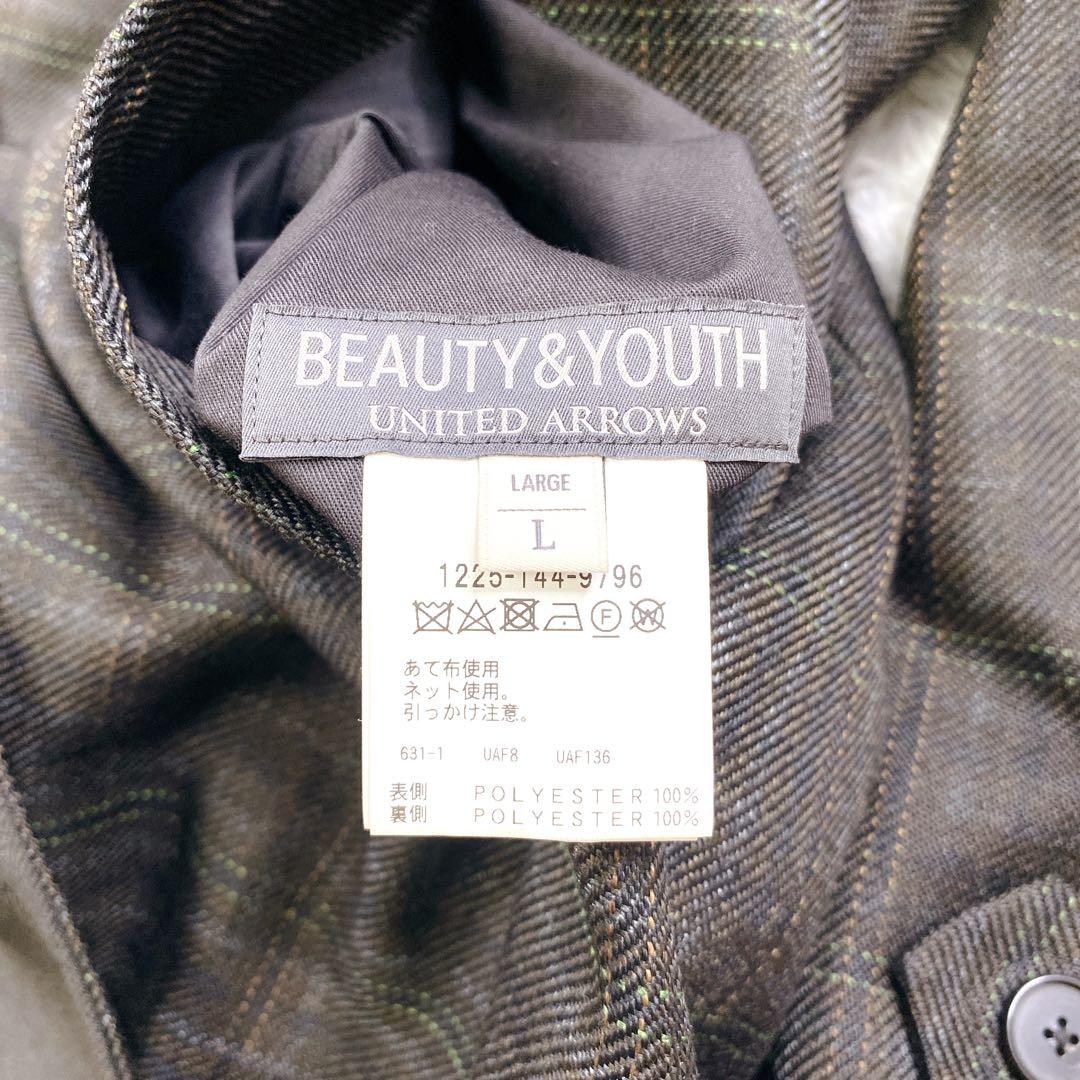 BEAUTY&YOUTH
UNITED ARROWS
LARGE
L
1225-144-9796
F W
あて布使用
ネット使用。
引っかけ注意。
631-1 UAF8 UAF136
表側 POLYESTER 100%
裏側 POLYESTER 100%